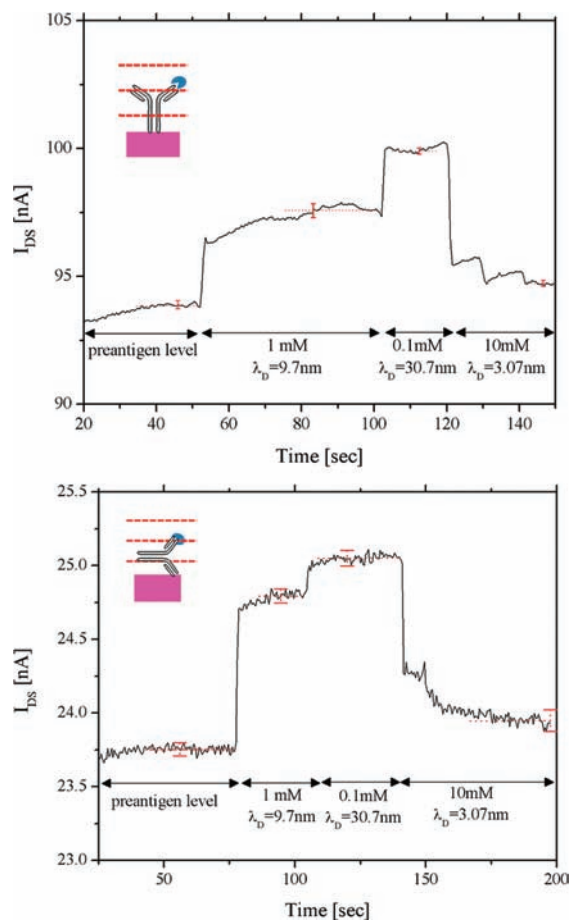 105
100
95
90
I_DS [nA]
preantigen level
1 mM
λ_D=9.7nm
0.1mM
λ_D=30.7nm
10mM
λ_D=3.07nm
20 40 60 80 100 120 140
Time [sec]
25.5
25.0
24.5
24.0
23.5
23.0
I_DS [nA]
preantigen level
1 mM
λ_D=9.7nm
0.1mM
λ_D=30.7nm
10mM
λ_D=3.07nm
50 100 150 200
Time [sec]